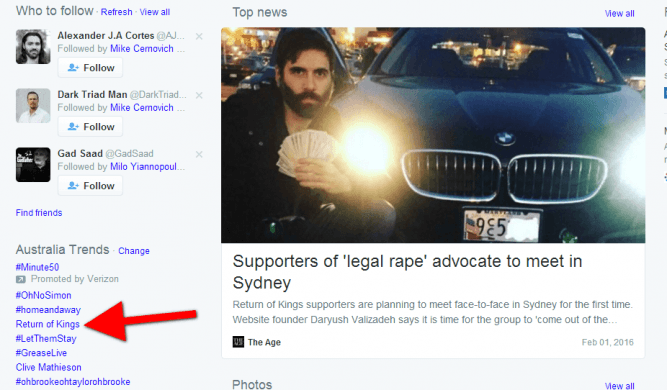 Who to follow · Refresh · View all
Alexander J.A Cortes @AJ...
Followed by Mike Cernovich ...
Follow
Dark Triad Man @DarkTriad...
Followed by Mike Cernovich ...
Follow
Gad Saad @GadSaad
Followed by Milo Yiannopoul...
Follow
Find friends
Australia Trends · Change
#Minute50
Promoted by Verizon
#OhNoSimon
#homeandaway
Return of Kings
#LetThemStay
#GreaseLive
Clive Mathieson
#ohbrookeohtaylorohbrooke
Top news
View all
Supporters of 'legal rape' advocate to meet in
Sydney
Return of Kings supporters are planning to meet face-to-face in Sydney for the first time.
Website founder Daryush Valizadeh says it is time for the group to 'come out of the...
The Age
Feb 01, 2016
Photos
View all